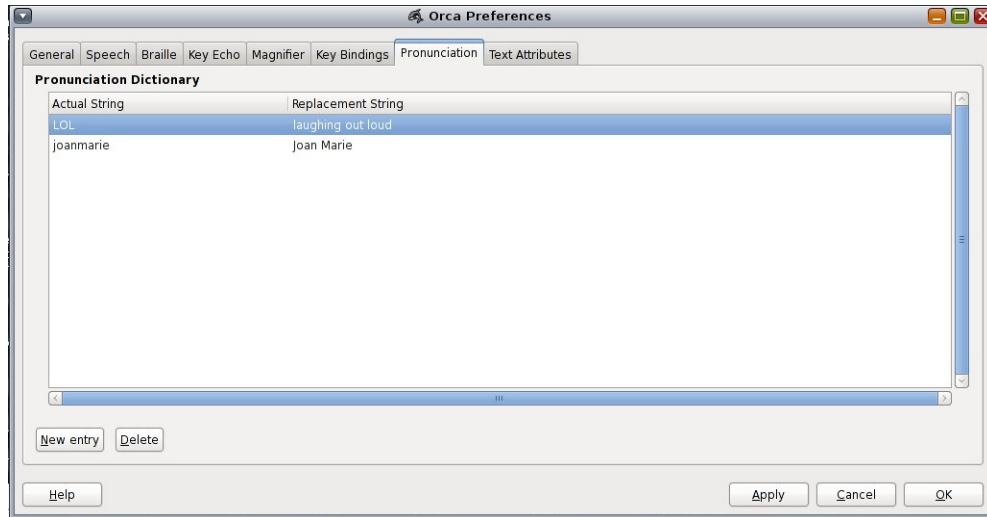 Orca Preferences
General Speech Braille Key Echo Magnifier Key Bindings Pronunciation Text Attributes
Pronunciation Dictionary
Actual String Replacement String
LOL laughing out loud
joanmarie Joan Marie
New entry Delete
Help Apply Cancel OK